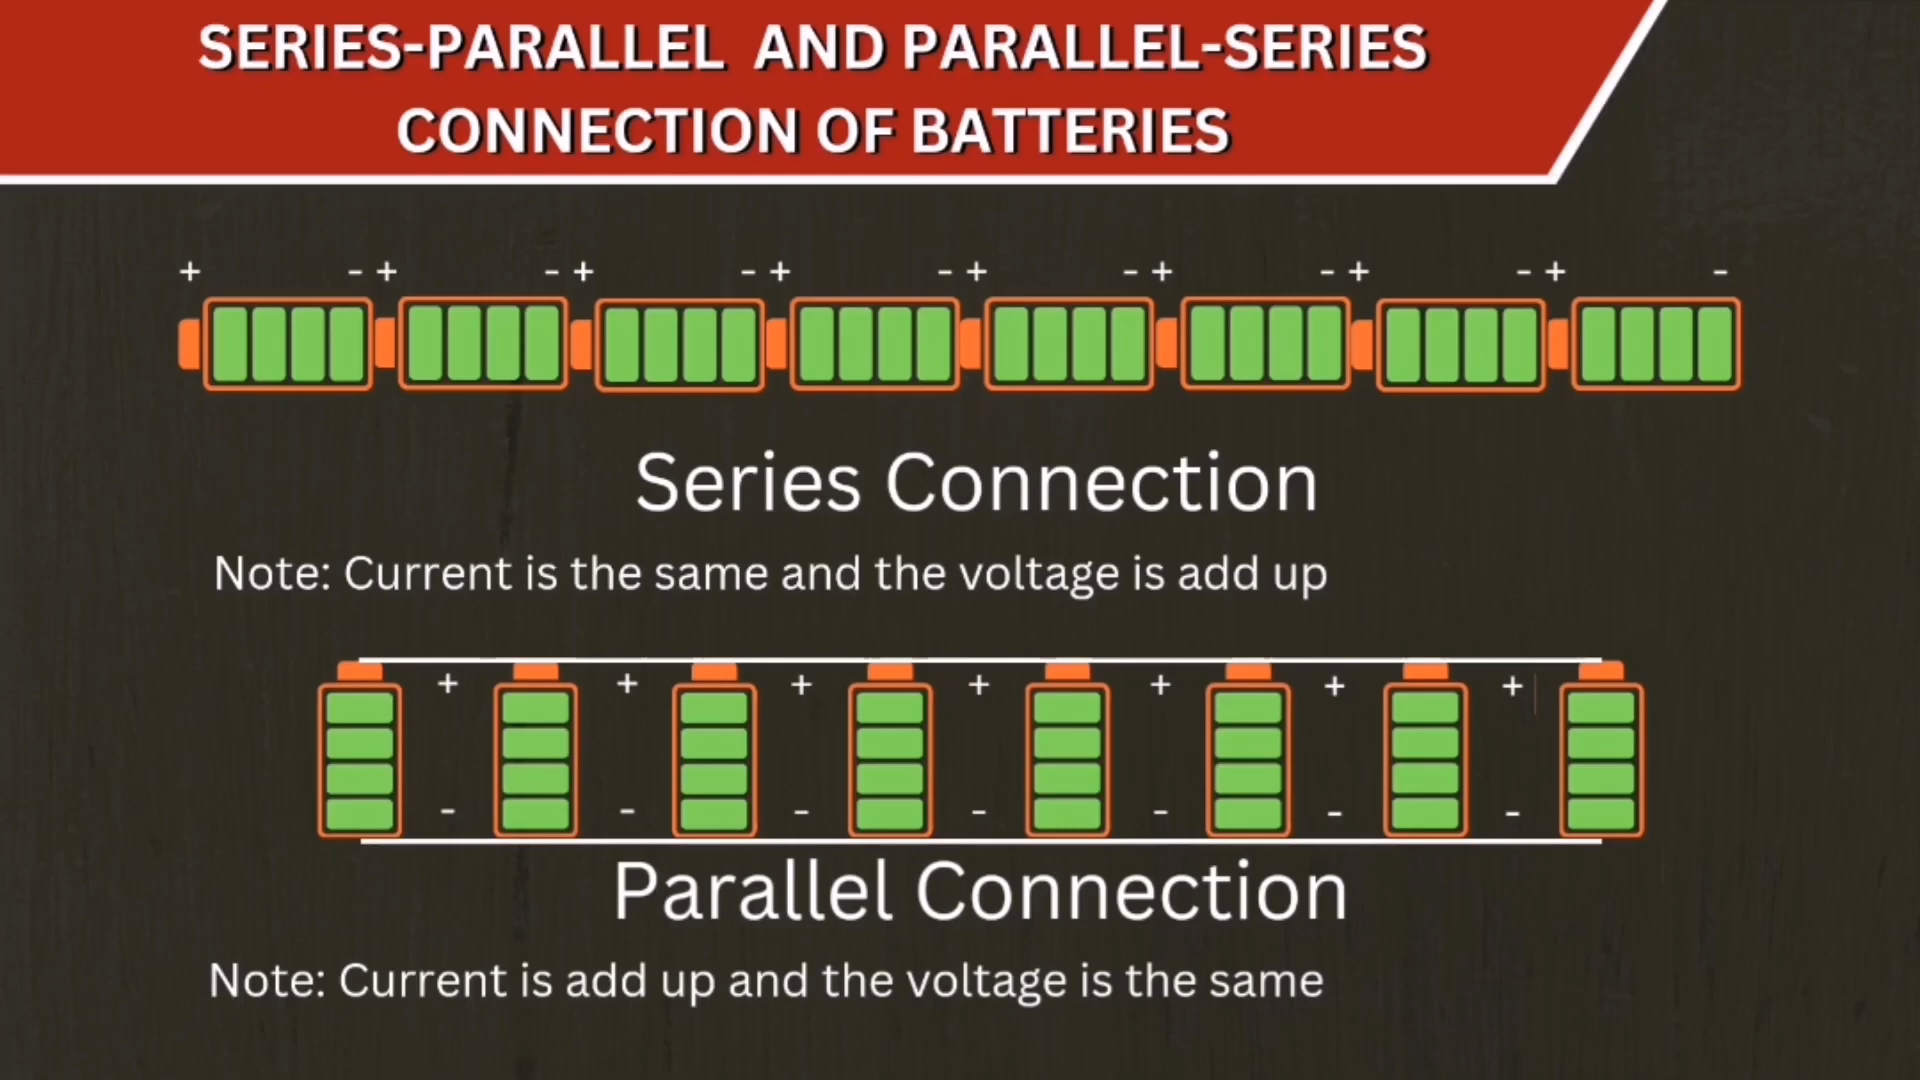 SERIES-PARALLEL AND PARALLEL-SERIES
CONNECTION OF BATTERIES
+ - + - + - + - + - + - + - + -
Series Connection
Note: Current is the same and the voltage is add up
+ + + + + + +
- - - - - - -
Parallel Connection
Note: Current is add up and the voltage is the same